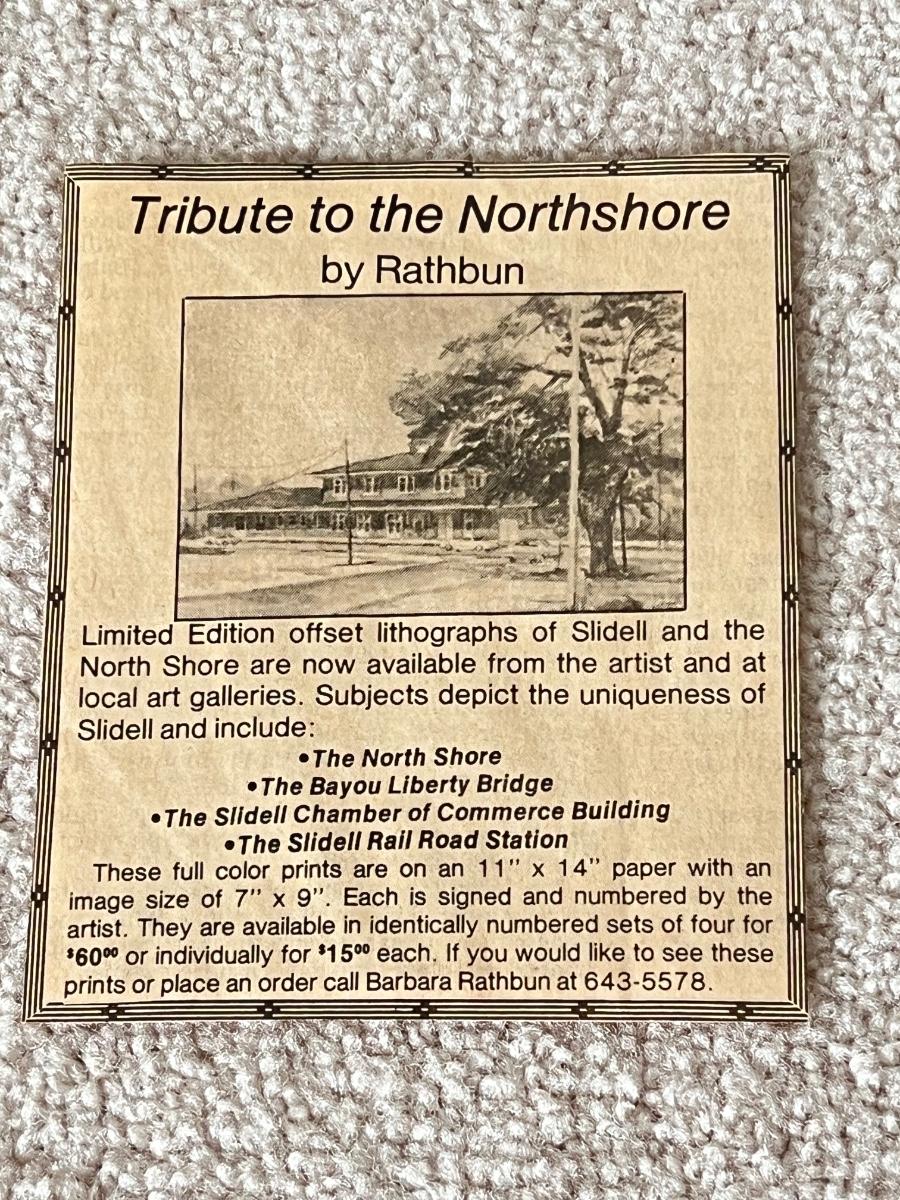 Tribute to the Northshore
by Rathbun
Limited Edition offset lithographs of Slidell and the
North Shore are now available from the artist and at
local art galleries. Subjects depict the uniqueness of
Slidell and include:
•The North Shore
•The Bayou Liberty Bridge
•The Slidell Chamber of Commerce Building
•The Slidell Rail Road Station
These full color prints are on an 11" x 14" paper with an
image size of 7" x 9". Each is signed and numbered by the
artist. They are available in identically numbered sets of four for
$60⁰⁰ or individually for $15⁰⁰ each. If you would like to see these
prints or place an order call Barbara Rathbun at 643-5578.